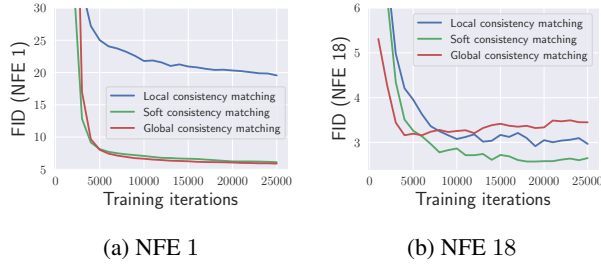 FID (NFE 1)
30
25
20
15
10
5
Local consistency matching
Soft consistency matching
Global consistency matching
0 5000 10000 15000 20000 25000
Training iterations
(a) NFE 1
FID (NFE 18)
6
5
4
3
Local consistency matching
Soft consistency matching
Global consistency matching
0 5000 10000 15000 20000 25000
Training iterations
(b) NFE 18